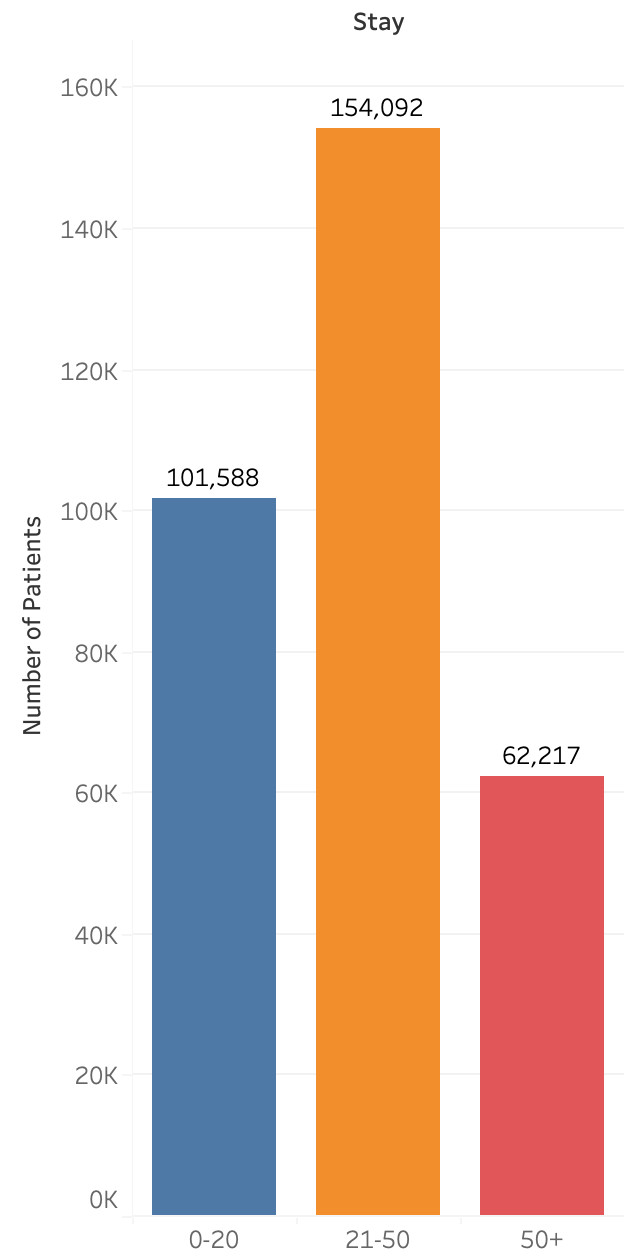 Stay
160K
154,092
140K
120K
101,588
100K
Number of Patients
80K
62,217
60K
40K
20K
0K
0-20
21-50
50+